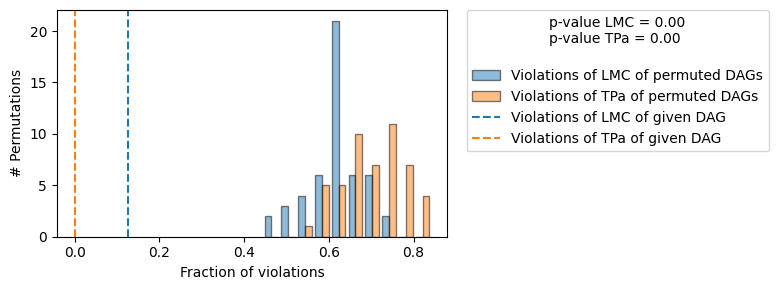 20
15
10
5
0
# Permutations
0.0 0.2 0.4 0.6 0.8
Fraction of violations
p-value LMC = 0.00
p-value TPa = 0.00
Violations of LMC of permuted DAGs
Violations of TPa of permuted DAGs
Violations of LMC of given DAG
Violations of TPa of given DAG